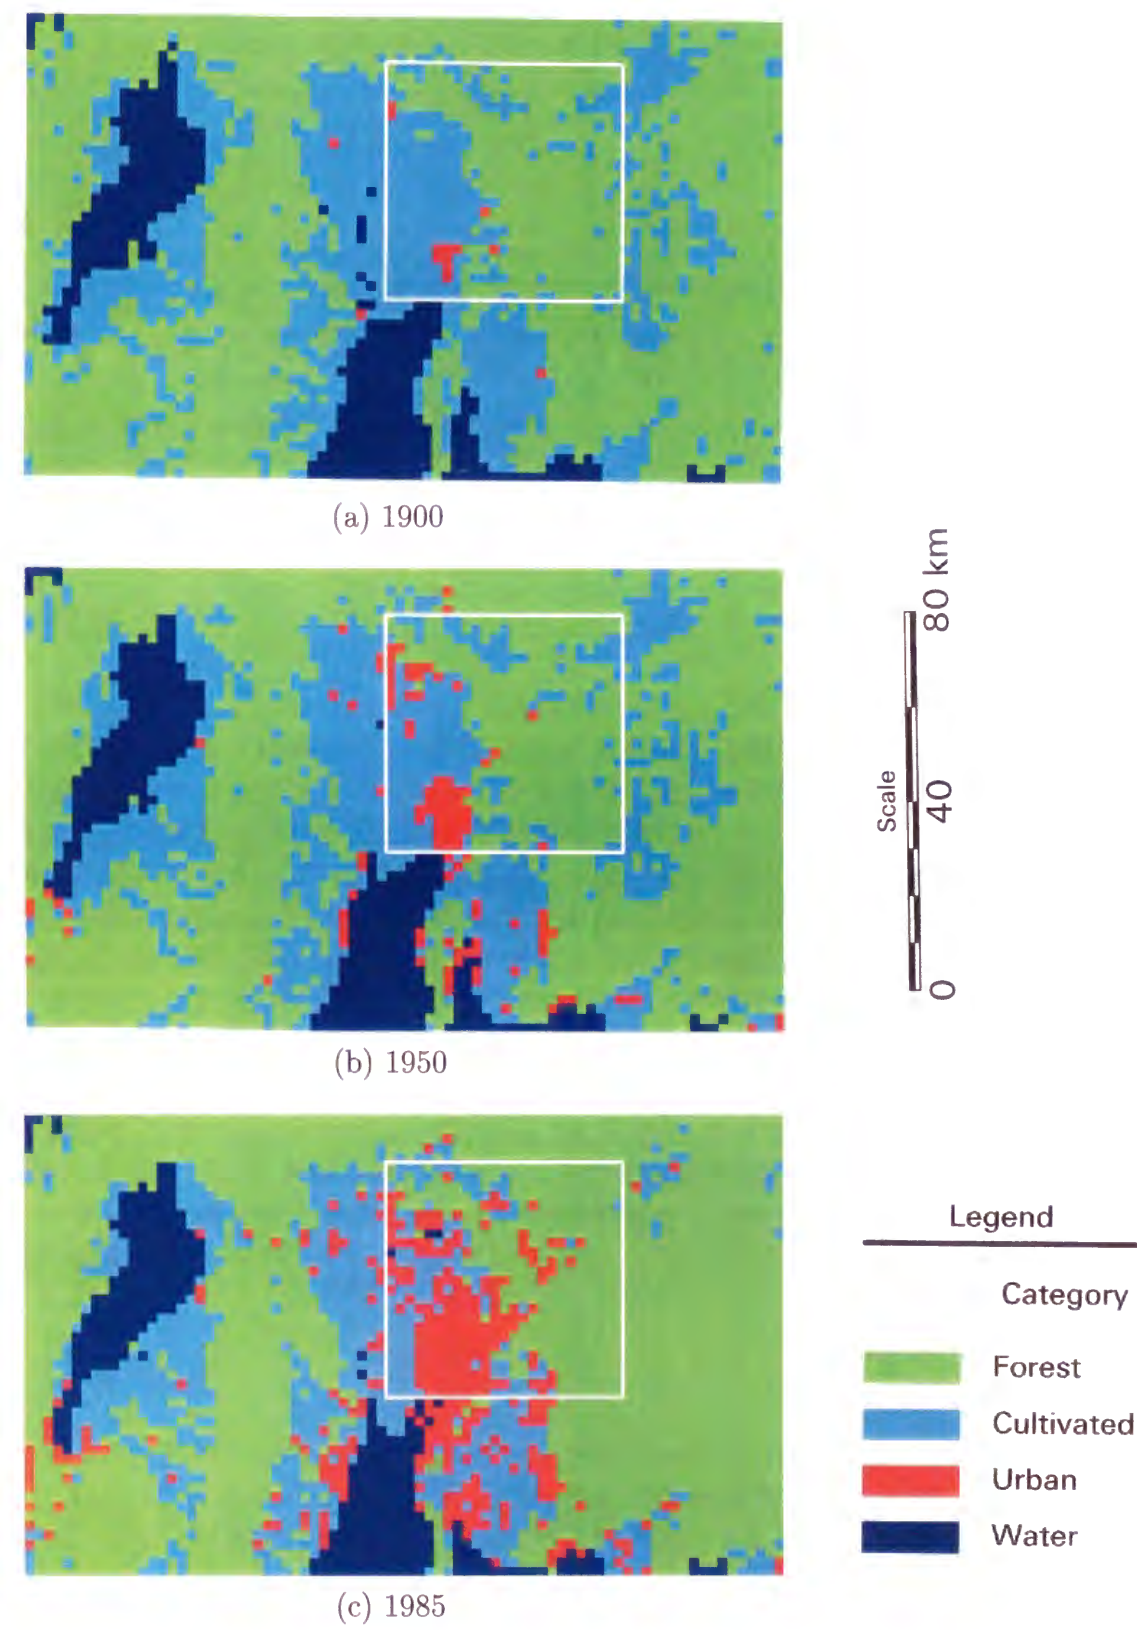 (a) 1900
(b) 1950
(c) 1985
Scale
0
40
80 km
Legend
Category
Forest
Cultivated
Urban
Water